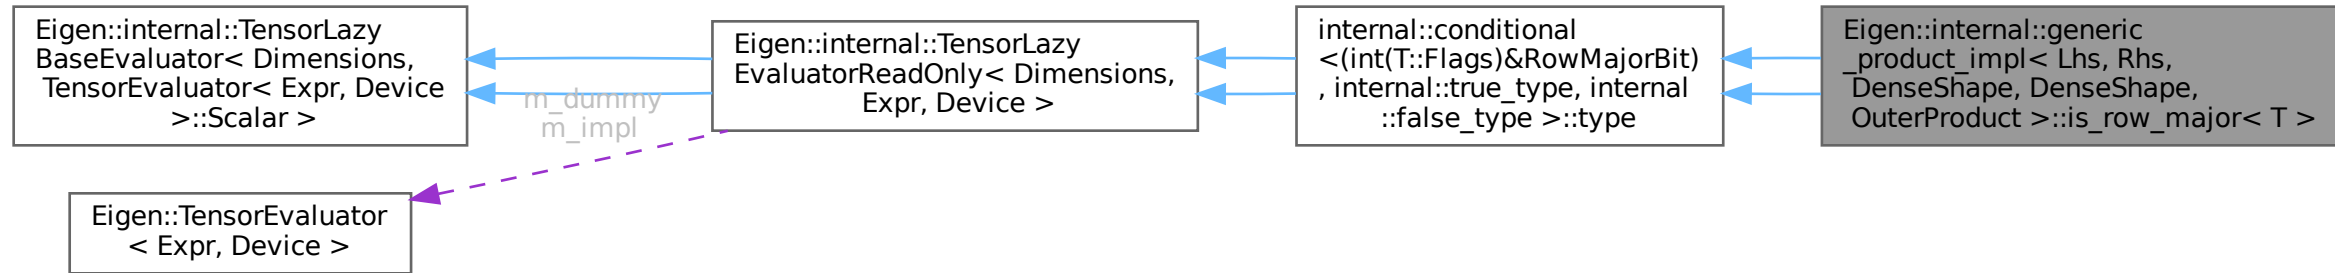 Eigen::internal::TensorLazy
BaseEvaluator< Dimensions,
TensorEvaluator< Expr, Device
>::Scalar >
m_dummy
m_impl
Eigen::TensorEvaluator
< Expr, Device >
Eigen::internal::TensorLazy
EvaluatorReadOnly< Dimensions,
Expr, Device >
internal::conditional
<(int(T::Flags)&RowMajorBit)
, internal::true_type, internal
::false_type >::type
Eigen::internal::generic
_product_impl< Lhs, Rhs,
DenseShape, DenseShape,
OuterProduct >::is_row_major< T >